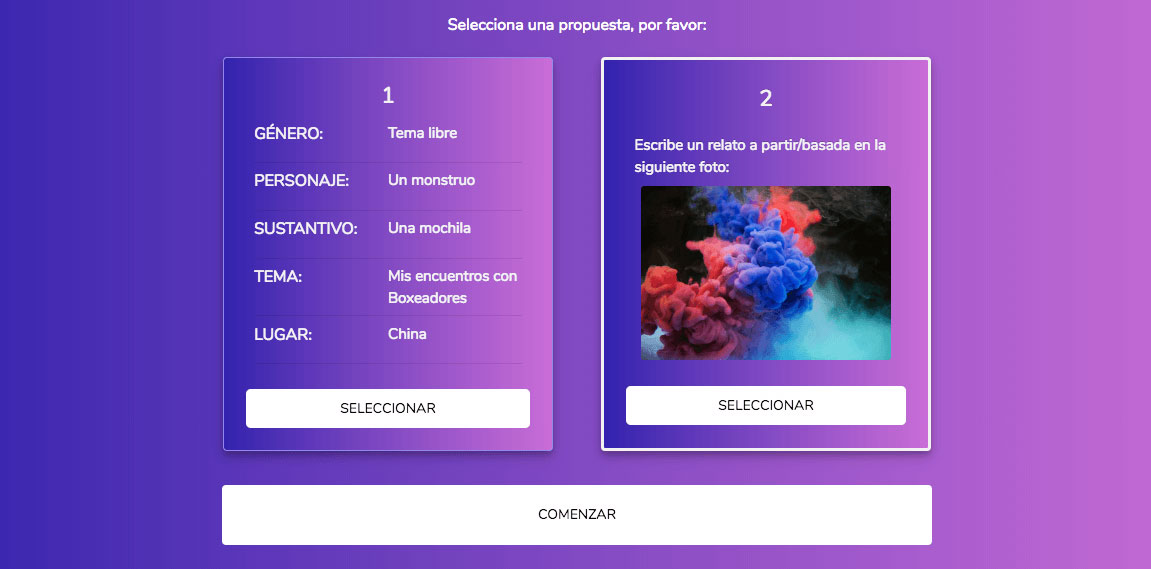 Selecciona una propuesta, por favor:
1
GÉNERO: Tema libre
PERSONAJE: Un monstruo
SUSTANTIVO: Una mochila
TEMA: Mis encuentros con
Boxeadores
LUGAR: China
SELECCIONAR
2
Escribe un relato a partir/basada en la
siguiente foto:
SELECCIONAR
COMENZAR